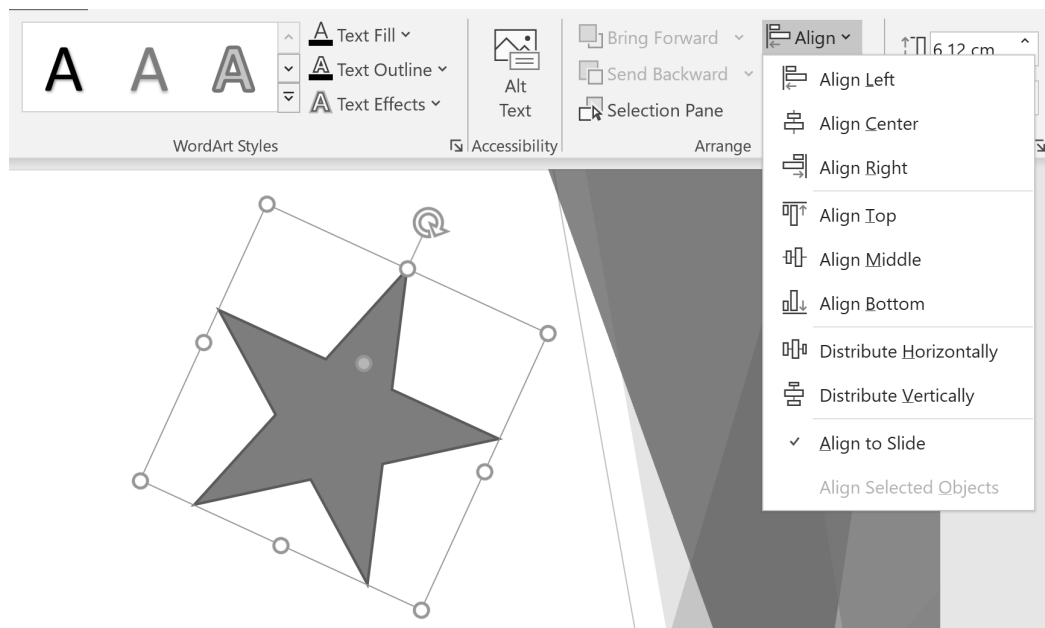 A A A
Text Fill
Text Outline
Text Effects
WordArt Styles
Alt
Text
Accessibility
Bring Forward
Send Backward
Selection Pane
Arrange
Align
6.12 cm
Align Left
Align Center
Align Right
Align Top
Align Middle
Align Bottom
Distribute Horizontally
Distribute Vertically
Align to Slide
Align Selected Objects